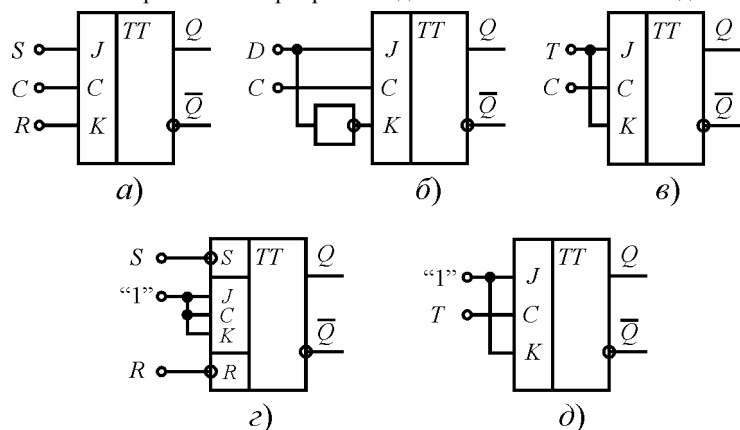 S J TT Q
C C
R K Q̅
а)
D J TT Q
C C
K Q̅
б)
T J TT Q
C C
K Q̅
в)
S S TT Q
“1” J
C
K Q̅
R R
г)
“1” J TT Q
T C
K Q̅
д)